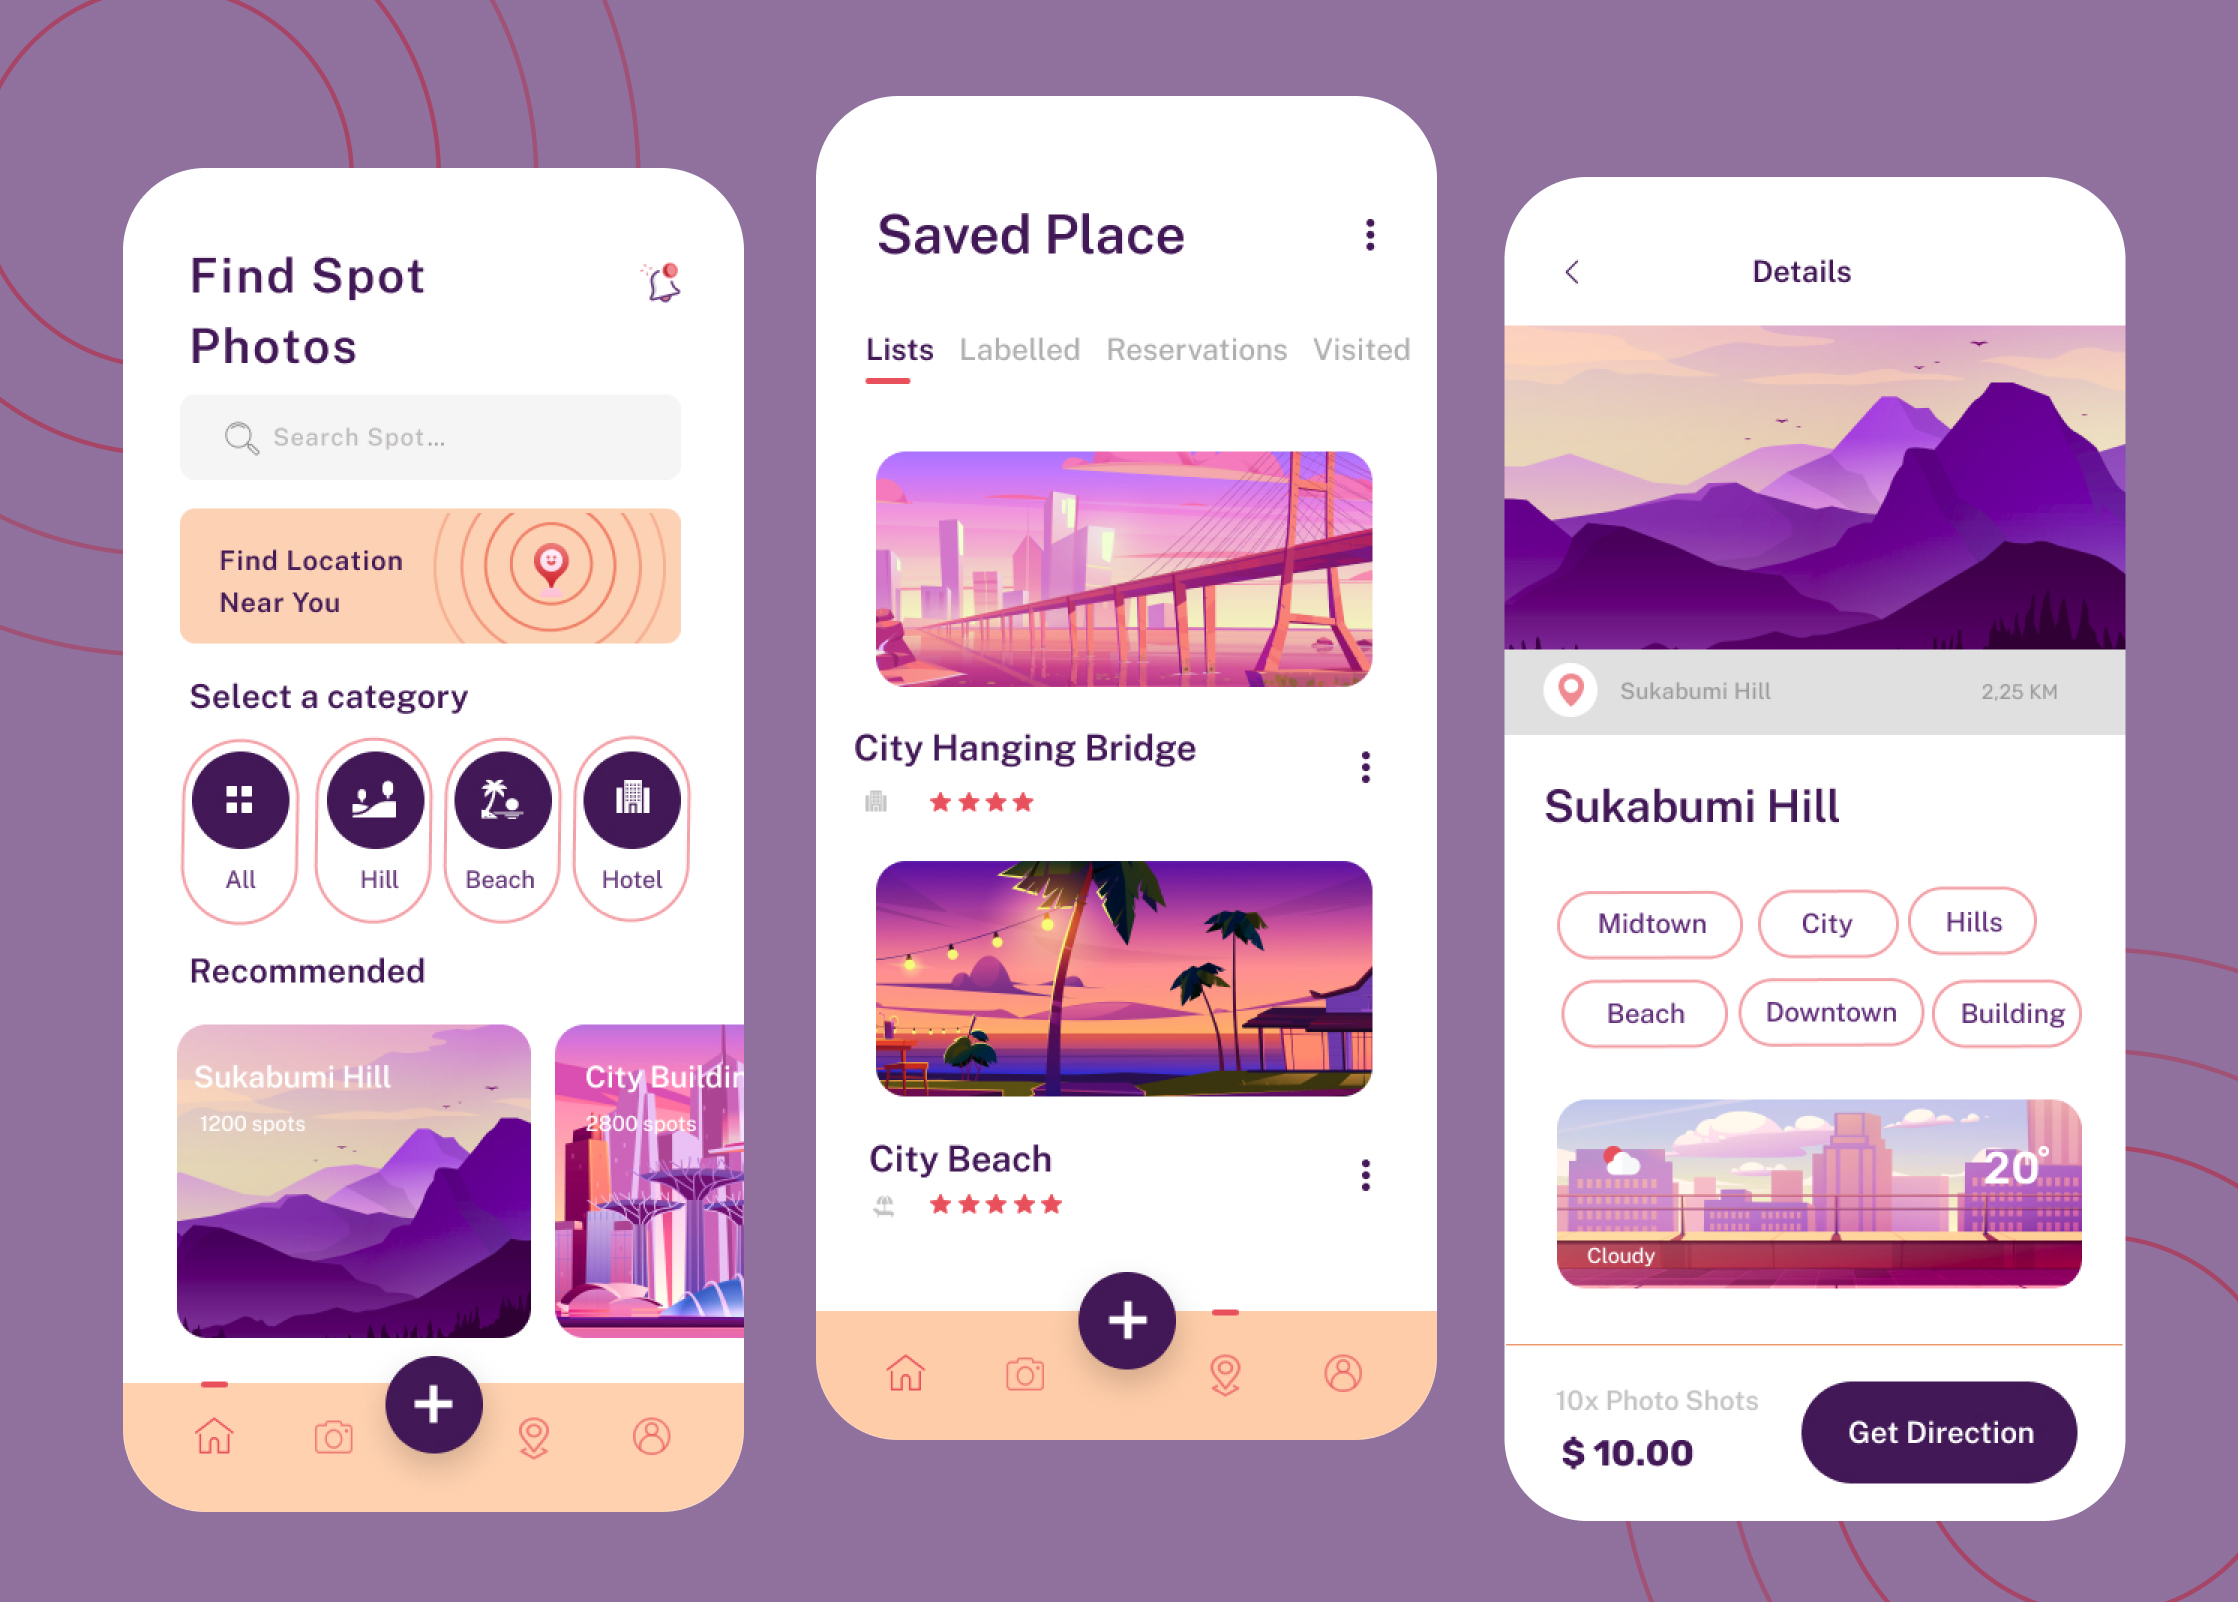 Find Spot
Photos
Search Spot...
Find Location
Near You
Select a category
All
Hill
Beach
Hotel
Recommended
Sukabumi Hill
1200 spots
City Buildin
2800 spots
Saved Place
Lists
Labelled
Reservations
Visited
City Hanging Bridge
City Beach
Details
Sukabumi Hill
2,25 KM
Sukabumi Hill
Midtown
City
Hills
Beach
Downtown
Building
20°
Cloudy
10x Photo Shots
$ 10.00
Get Direction